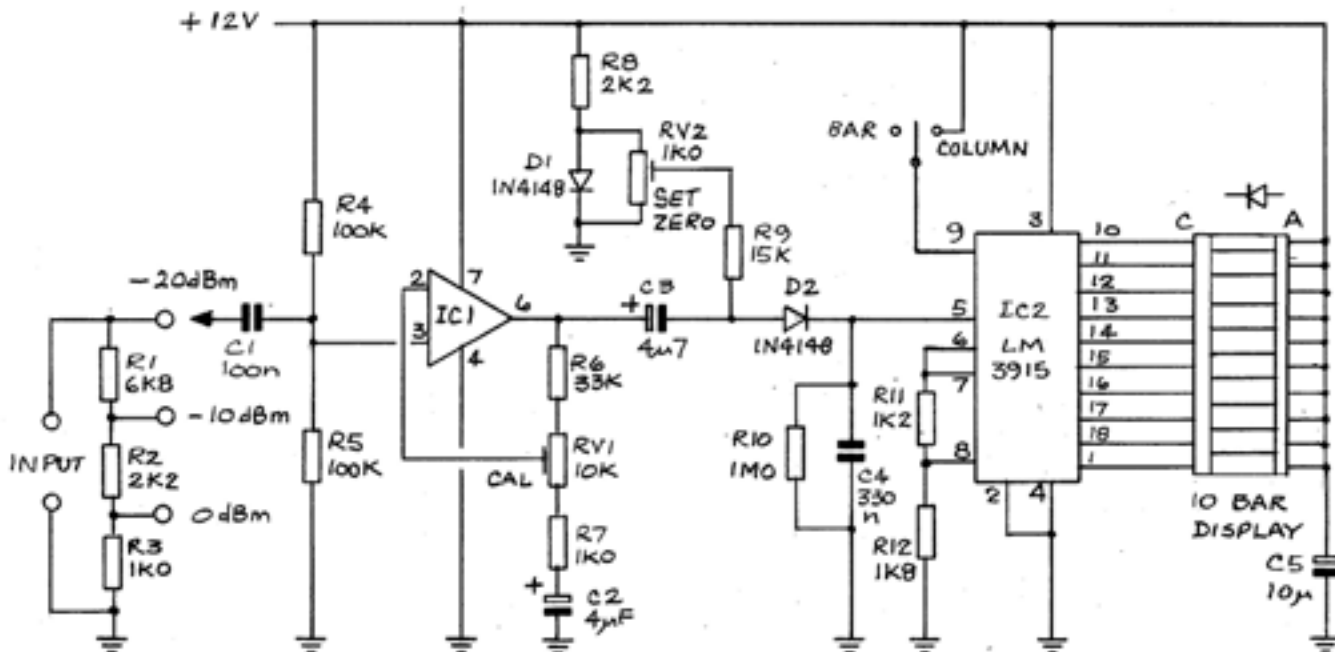 + 12V
R8
2K2
RV2
1K0
SET
ZERO
D1
1N4148
BAR
COLUMN
R4
100K
R9
15K
-20dBm
C1
100n
R1
6K8
-10dBm
R2
2K2
INPUT
0dBm
R3
1K0
R5
100K
2
3
7
4
6
IC1
R6
33K
CAL
RV1
10K
R7
1K0
+
C2
4μF
+
C3
4u7
D2
1N4148
R10
1M0
C4
330
n
R11
1K2
R12
1K8
9
3
5
6
7
8
2
4
IC2
LM
3915
10
11
12
13
14
15
16
17
18
1
C
A
10 BAR
DISPLAY
C5
10μ